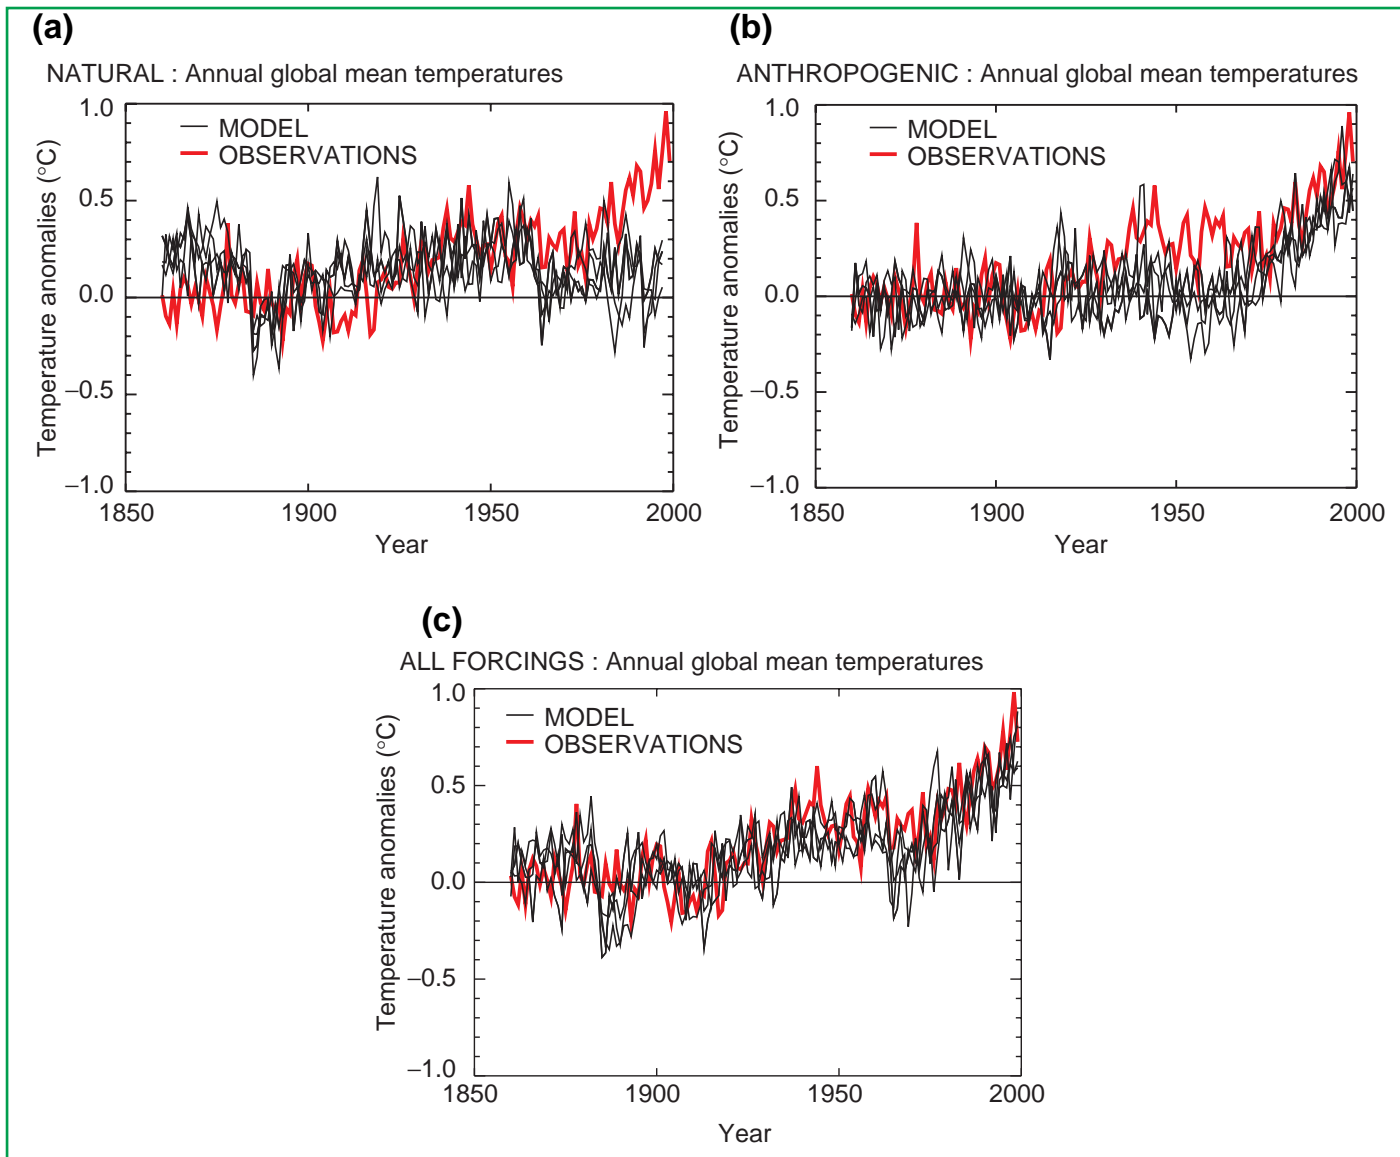 (a)
NATURAL : Annual global mean temperatures
1.0
0.5
0.0
–0.5
–1.0
Temperature anomalies (°C)
MODEL
OBSERVATIONS
1850
1900
1950
2000
Year
(b)
ANTHROPOGENIC : Annual global mean temperatures
1.0
0.5
0.0
–0.5
–1.0
Temperature anomalies (°C)
MODEL
OBSERVATIONS
1850
1900
1950
2000
Year
(c)
ALL FORCINGS : Annual global mean temperatures
1.0
0.5
0.0
–0.5
–1.0
Temperature anomalies (°C)
MODEL
OBSERVATIONS
1850
1900
1950
2000
Year